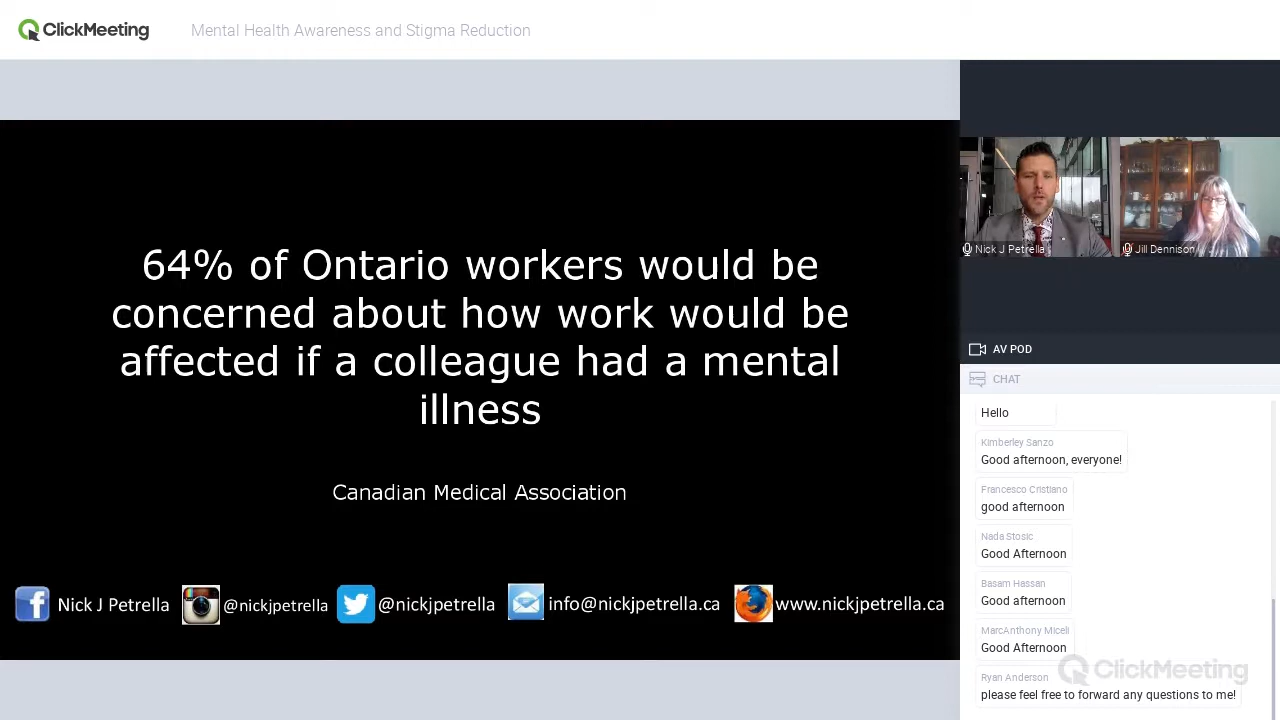 ClickMeeting
Mental Health Awareness and Stigma Reduction
64% of Ontario workers would be
concerned about how work would be
affected if a colleague had a mental
illness
Canadian Medical Association
Nick J Petrella
@nickjpetrella
@nickjpetrella
info@nickjpetrella.ca
www.nickjpetrella.ca
Nick J Petrella
Jill Dennison
AV POD
CHAT
Hello
Kimberley Sanzo
Good afternoon, everyone!
Francesco Cristiano
good afternoon
Nada Stosic
Good Afternoon
Basam Hassan
Good afternoon
MarcAnthony Miceli
Good Afternoon
Ryan Anderson
please feel free to forward any questions to me!
ClickMeeting